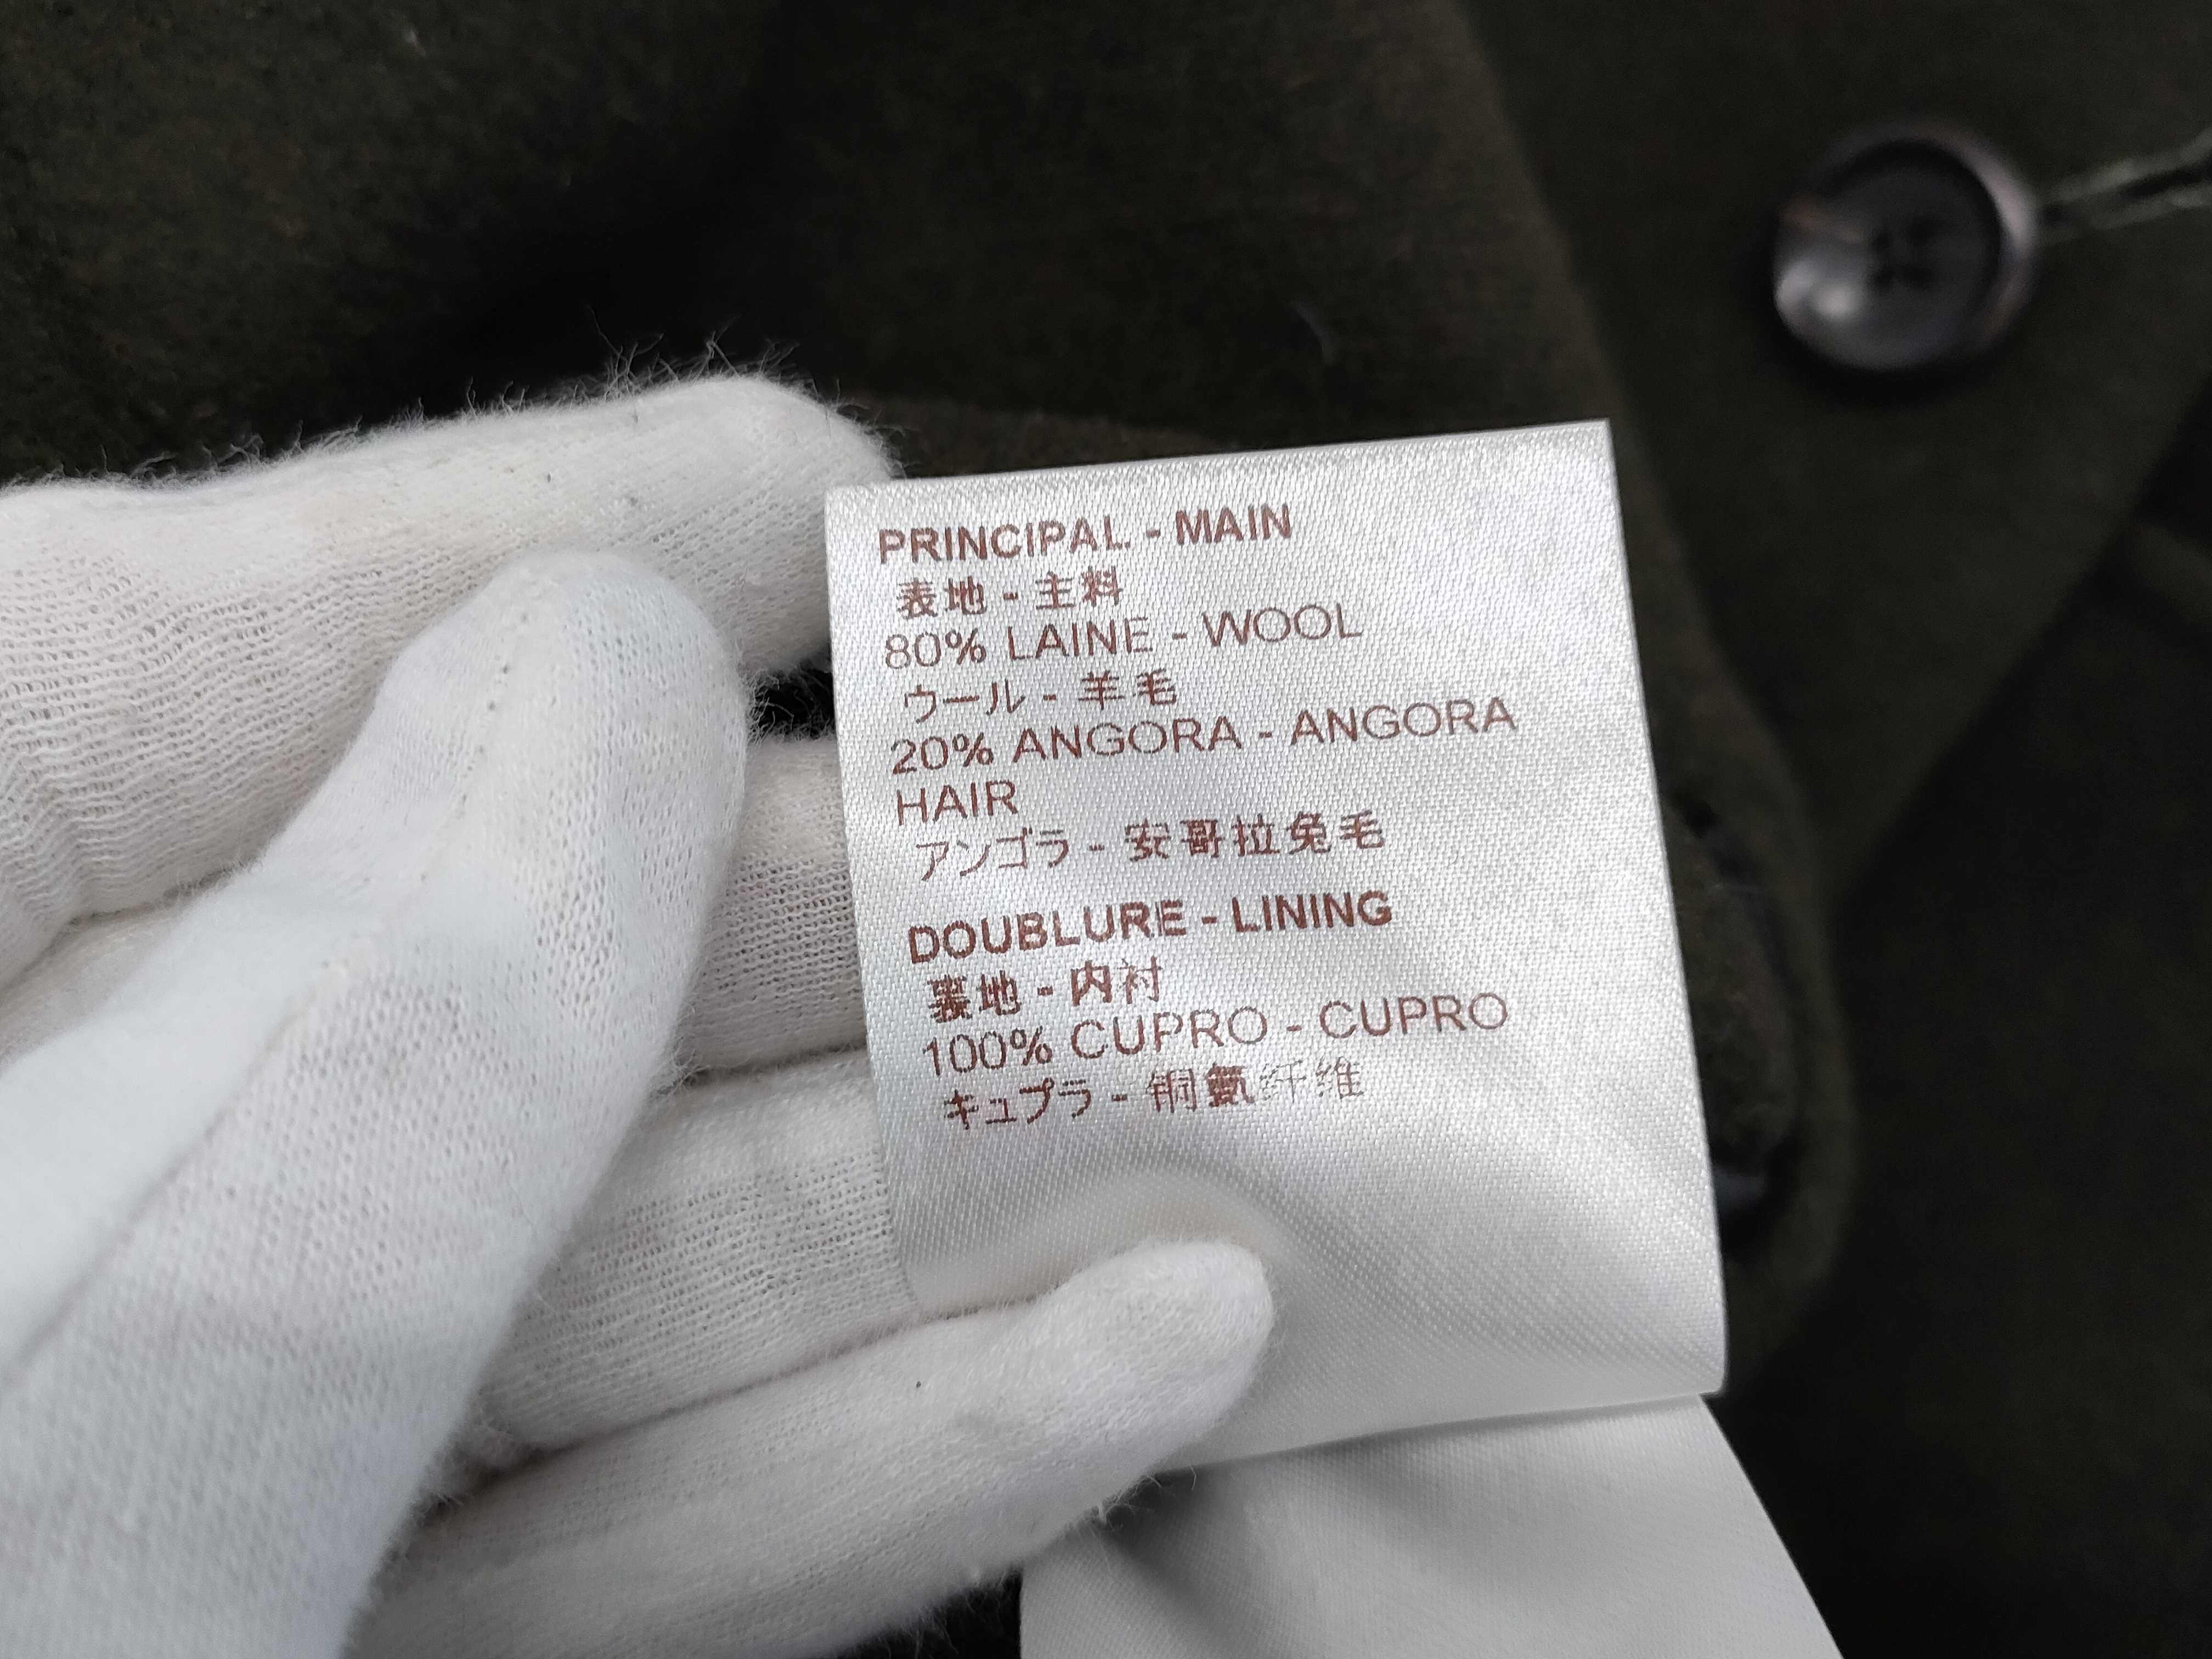 PRINCIPAL - MAIN
表地 - 主料
80% LAINE - WOOL
ウール - 羊毛
20% ANGORA - ANGORA
HAIR
アンゴラ - 安哥拉兔毛
DOUBLURE - LINING
裏地 - 内衬
100% CUPRO - CUPRO
キュプラ - 铜氨纤维